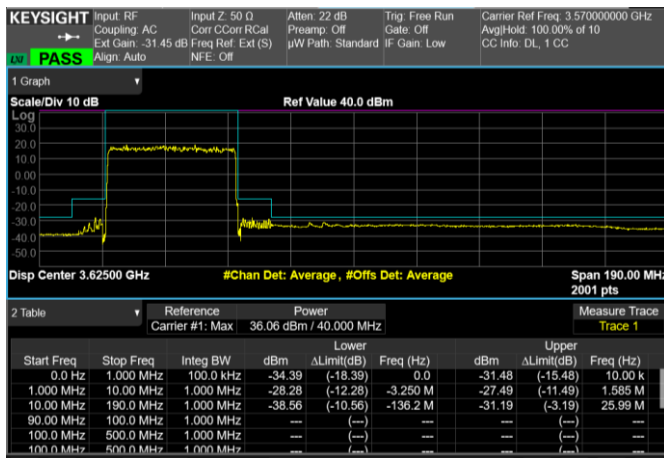 KEYSIGHT Input: RF Input Z: 50 Ω Atten: 22 dB Trig: Free Run Carrier Ref Freq: 3.570000000 GHz
Coupling: AC Corr CCorr RCal Preamp: Off Gate: Off Avg|Hold: 100.00% of 10
Ext Gain: -31.45 dB Freq Ref: Ext (S) µW Path: Standard IF Gain: Low CC Info: DL, 1 CC
LXI PASS Align: Auto NFE: Off
1 Graph
Scale/Div 10 dB Ref Value 40.0 dBm
Log
30.0
20.0
10.0
0.00
-10.0
-20.0
-30.0
-40.0
-50.0
Disp Center 3.62500 GHz #Chan Det: Average, #Offs Det: Average Span 190.00 MHz
2001 pts
2 Table Reference Power Measure Trace
Carrier #1: Max 36.06 dBm / 40.000 MHz Trace 1
Lower Upper
Start Freq Stop Freq Integ BW dBm ΔLimit(dB) Freq (Hz) dBm ΔLimit(dB) Freq (Hz)
0.0 Hz 1.000 MHz 100.0 kHz -34.39 (-18.39) 0.0 -31.48 (-15.48) 10.00 k
1.000 MHz 10.00 MHz 1.000 MHz -28.28 (-12.28) -3.250 M -27.49 (-11.49) 1.585 M
10.00 MHz 190.0 MHz 1.000 MHz -38.56 (-10.56) -136.2 M -31.19 (-3.19) 25.99 M
90.00 MHz 100.0 MHz 1.000 MHz --- (---) --- --- (---) ---
100.0 MHz 500.0 MHz 1.000 MHz --- (---) --- --- (---) ---
100.0 MHz 500.0 MHz 1.000 MHz --- (---) --- --- (---) ---